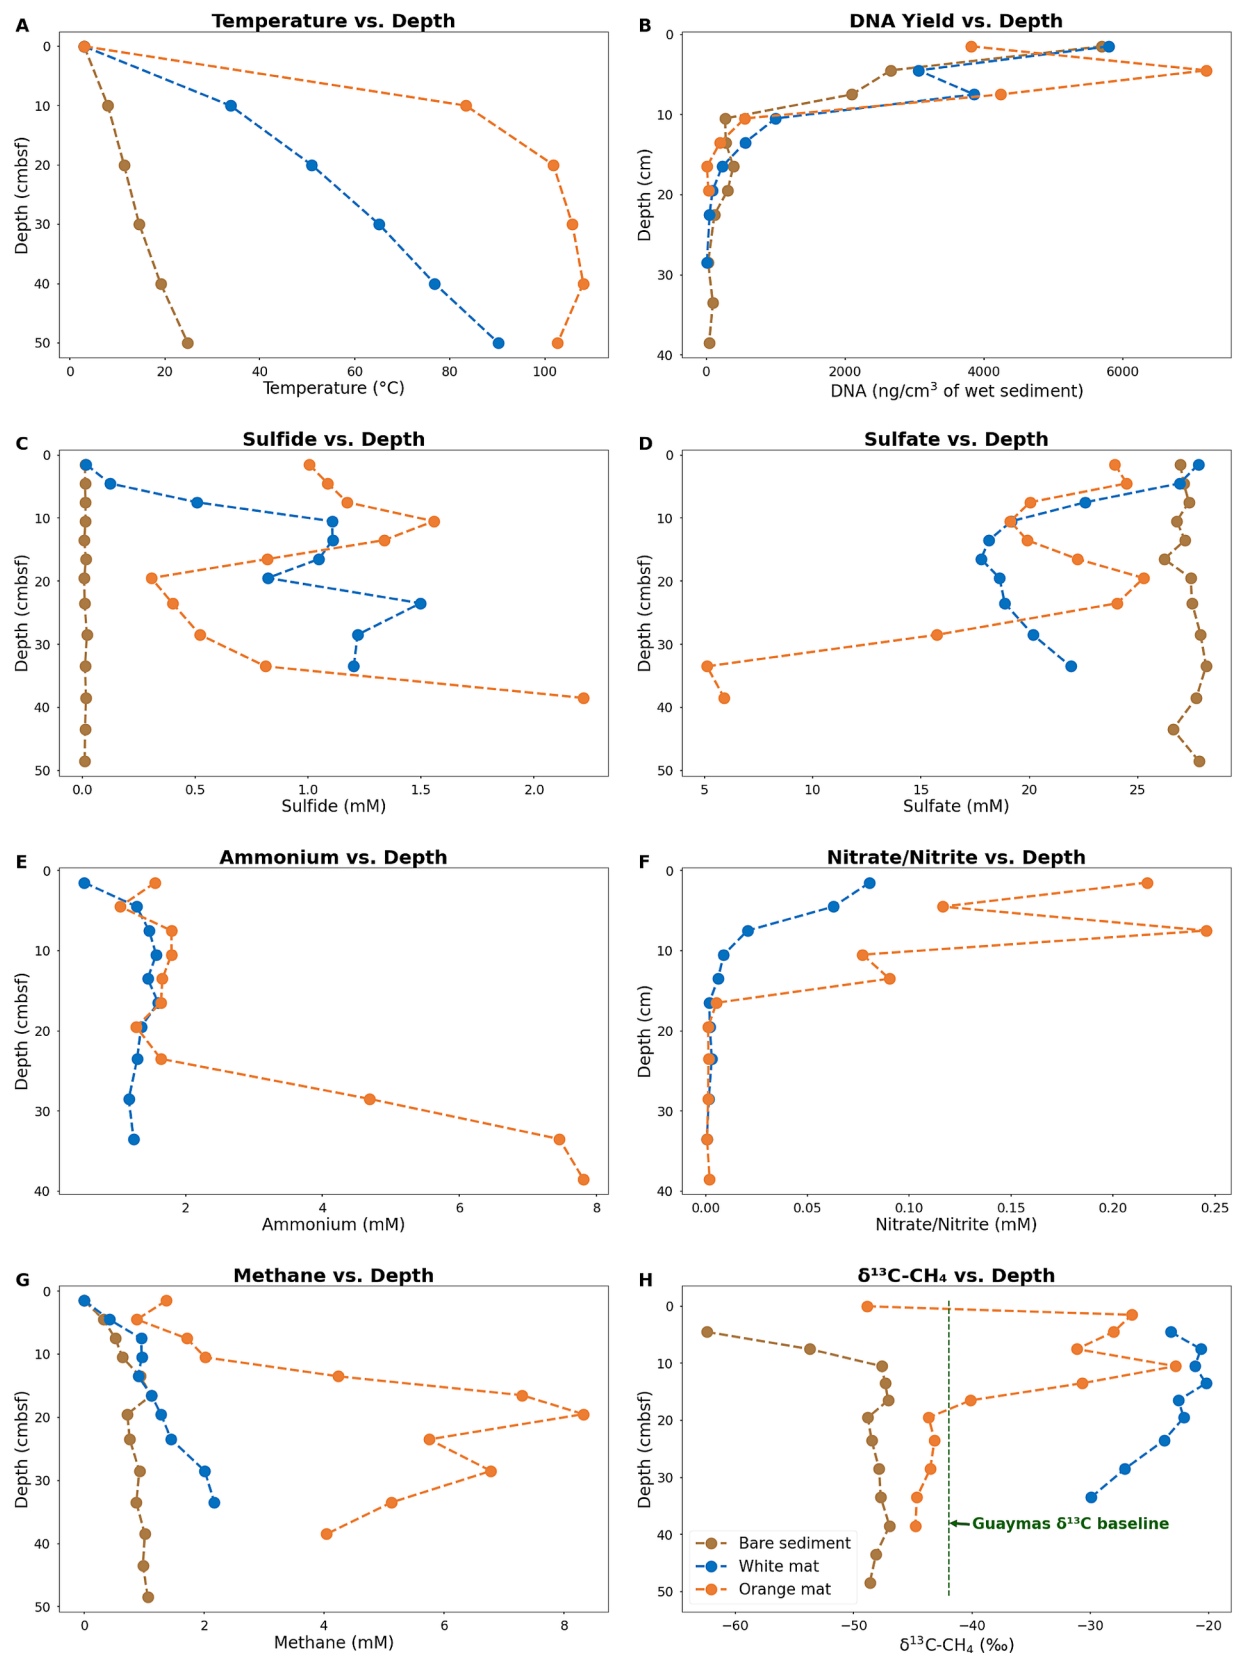 A
Temperature vs. Depth
0
10
20
30
40
50
Depth (cmbsf)
0
20
40
60
80
100
Temperature (°C)
B
DNA Yield vs. Depth
0
10
20
30
40
Depth (cm)
0
2000
4000
6000
DNA (ng/cm³ of wet sediment)
C
Sulfide vs. Depth
0
10
20
30
40
50
Depth (cmbsf)
0.0
0.5
1.0
1.5
2.0
Sulfide (mM)
D
Sulfate vs. Depth
0
10
20
30
40
50
Depth (cmbsf)
5
10
15
20
25
Sulfate (mM)
E
Ammonium vs. Depth
0
10
20
30
40
Depth (cmbsf)
2
4
6
8
Ammonium (mM)
F
Nitrate/Nitrite vs. Depth
0
10
20
30
40
Depth (cm)
0.00
0.05
0.10
0.15
0.20
0.25
Nitrate/Nitrite (mM)
G
Methane vs. Depth
0
10
20
30
40
50
Depth (cmbsf)
0
2
4
6
8
Methane (mM)
H
δ¹³C-CH₄ vs. Depth
0
10
20
30
40
50
Depth (cmbsf)
Guaymas δ¹³C baseline
Bare sediment
White mat
Orange mat
−60
−50
−40
−30
−20
δ¹³C-CH₄ (‰)